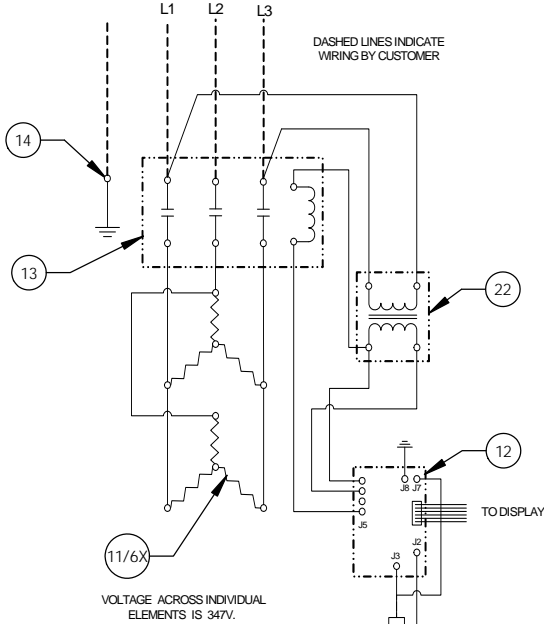 L1 L2 L3
DASHED LINES INDICATE
WIRING BY CUSTOMER
14
13
22
12
J8 J7
TO DISPLAY
J5
J2
J3
11/6X
VOLTAGE ACROSS INDIVIDUAL
ELEMENTS IS 347V.